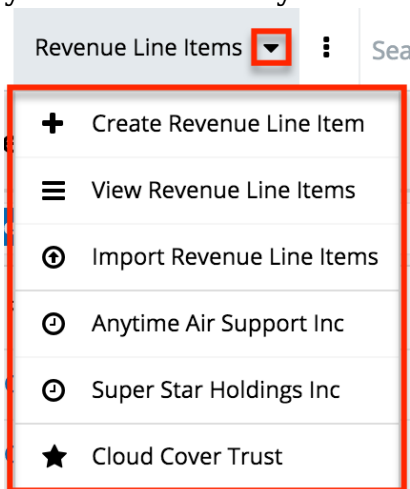 Revenue Line Items
Sea
Create Revenue Line Item
View Revenue Line Items
Import Revenue Line Items
Anytime Air Support Inc
Super Star Holdings Inc
Cloud Cover Trust